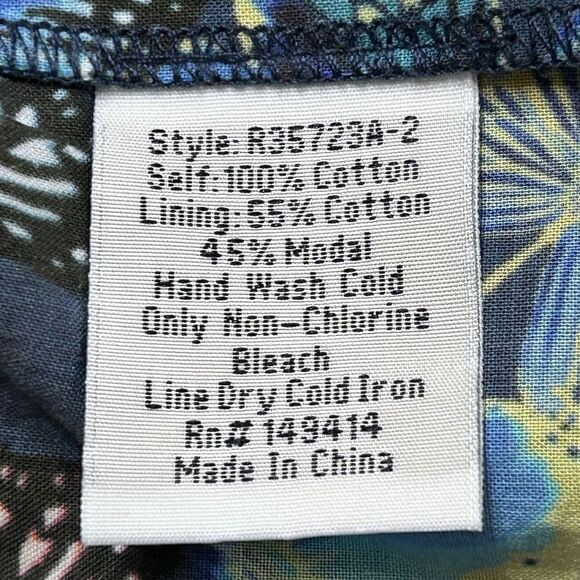 Style: R35723A-2
Self: 100% Cotton
Lining: 55% Cotton
45% Modal
Hand Wash Cold
Only Non-Chlorine
Bleach
Line Dry Cold Iron
Rn# 149414
Made In China